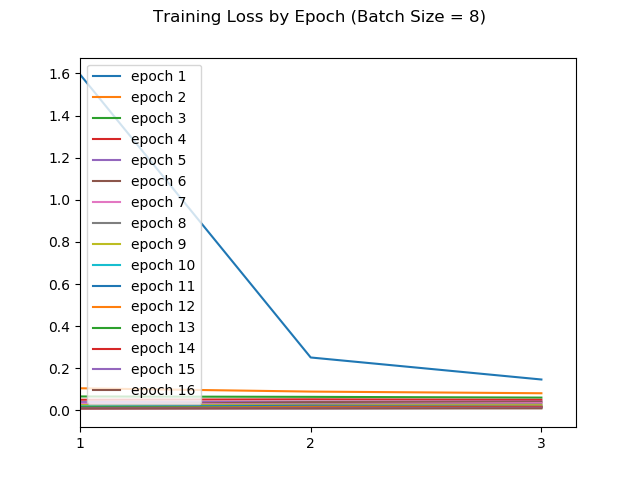 Training Loss by Epoch (Batch Size = 8)
1.6
1.4
1.2
1.0
0.8
0.6
0.4
0.2
0.0
epoch 1
epoch 2
epoch 3
epoch 4
epoch 5
epoch 6
epoch 7
epoch 8
epoch 9
epoch 10
epoch 11
epoch 12
epoch 13
epoch 14
epoch 15
epoch 16
1 2 3